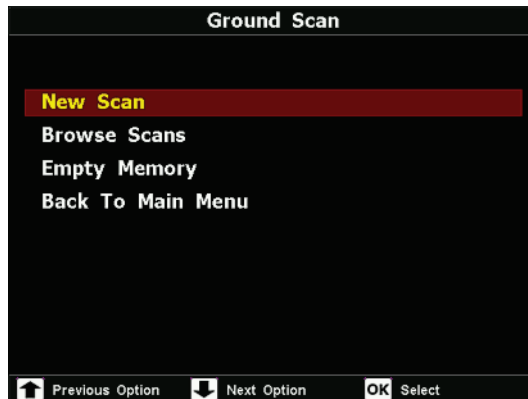 Ground Scan
New Scan
Browse Scans
Empty Memory
Back To Main Menu
Previous Option Next Option OK Select